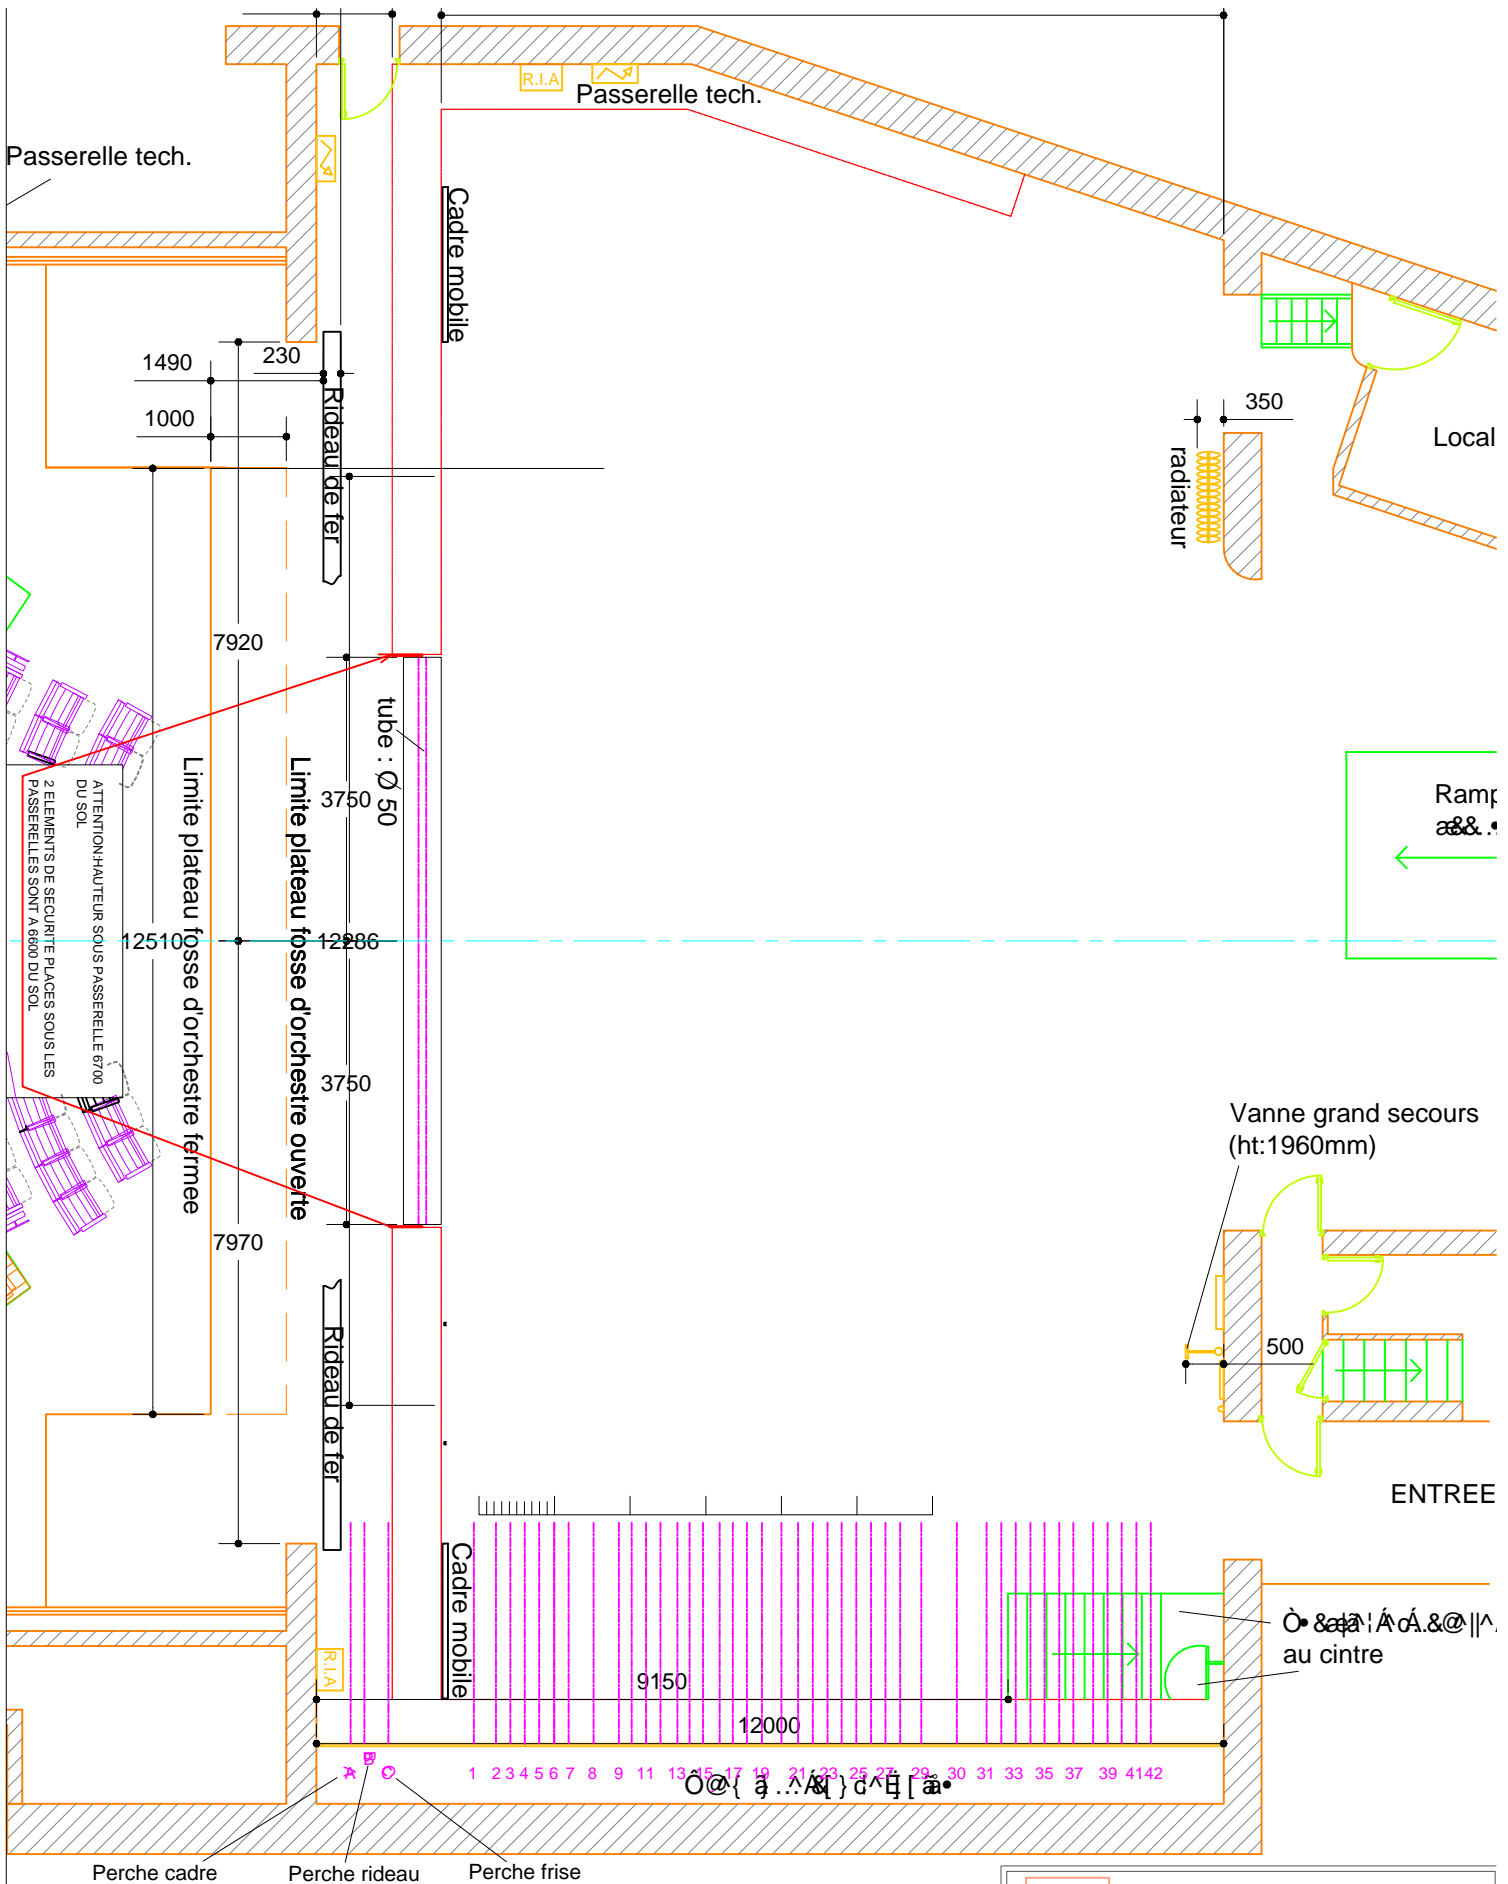 R.I.A
Passerelle tech.
Passerelle tech.
Cadre mobile
1490
230
1000
Rideau de fer
350
Local
radiateur
7920
tube : Ø 50
3750
Limite plateau fosse d'orchestre fermee
Limite plateau fosse d'orchestre ouverte
ATTENTION:HAUTEUR SOUS PASSERELLE 6700
DU SOL
2 ELEMENTS DE SECURITE PLACES SOUS LES
PASSERELLES SONT A 6600 DU SOL
Ramp
12510
12286
3750
Vanne grand secours
(ht:1960mm)
7970
Rideau de fer
500
ENTREE
Cadre mobile
R.I.A
au cintre
9150
12000
A B C 1 2 3 4 5 6 7 8 9 11 13 15 17 19 21 23 25 27 29 30 31 33 35 37 39 41 42
Perche cadre
Perche rideau
Perche frise